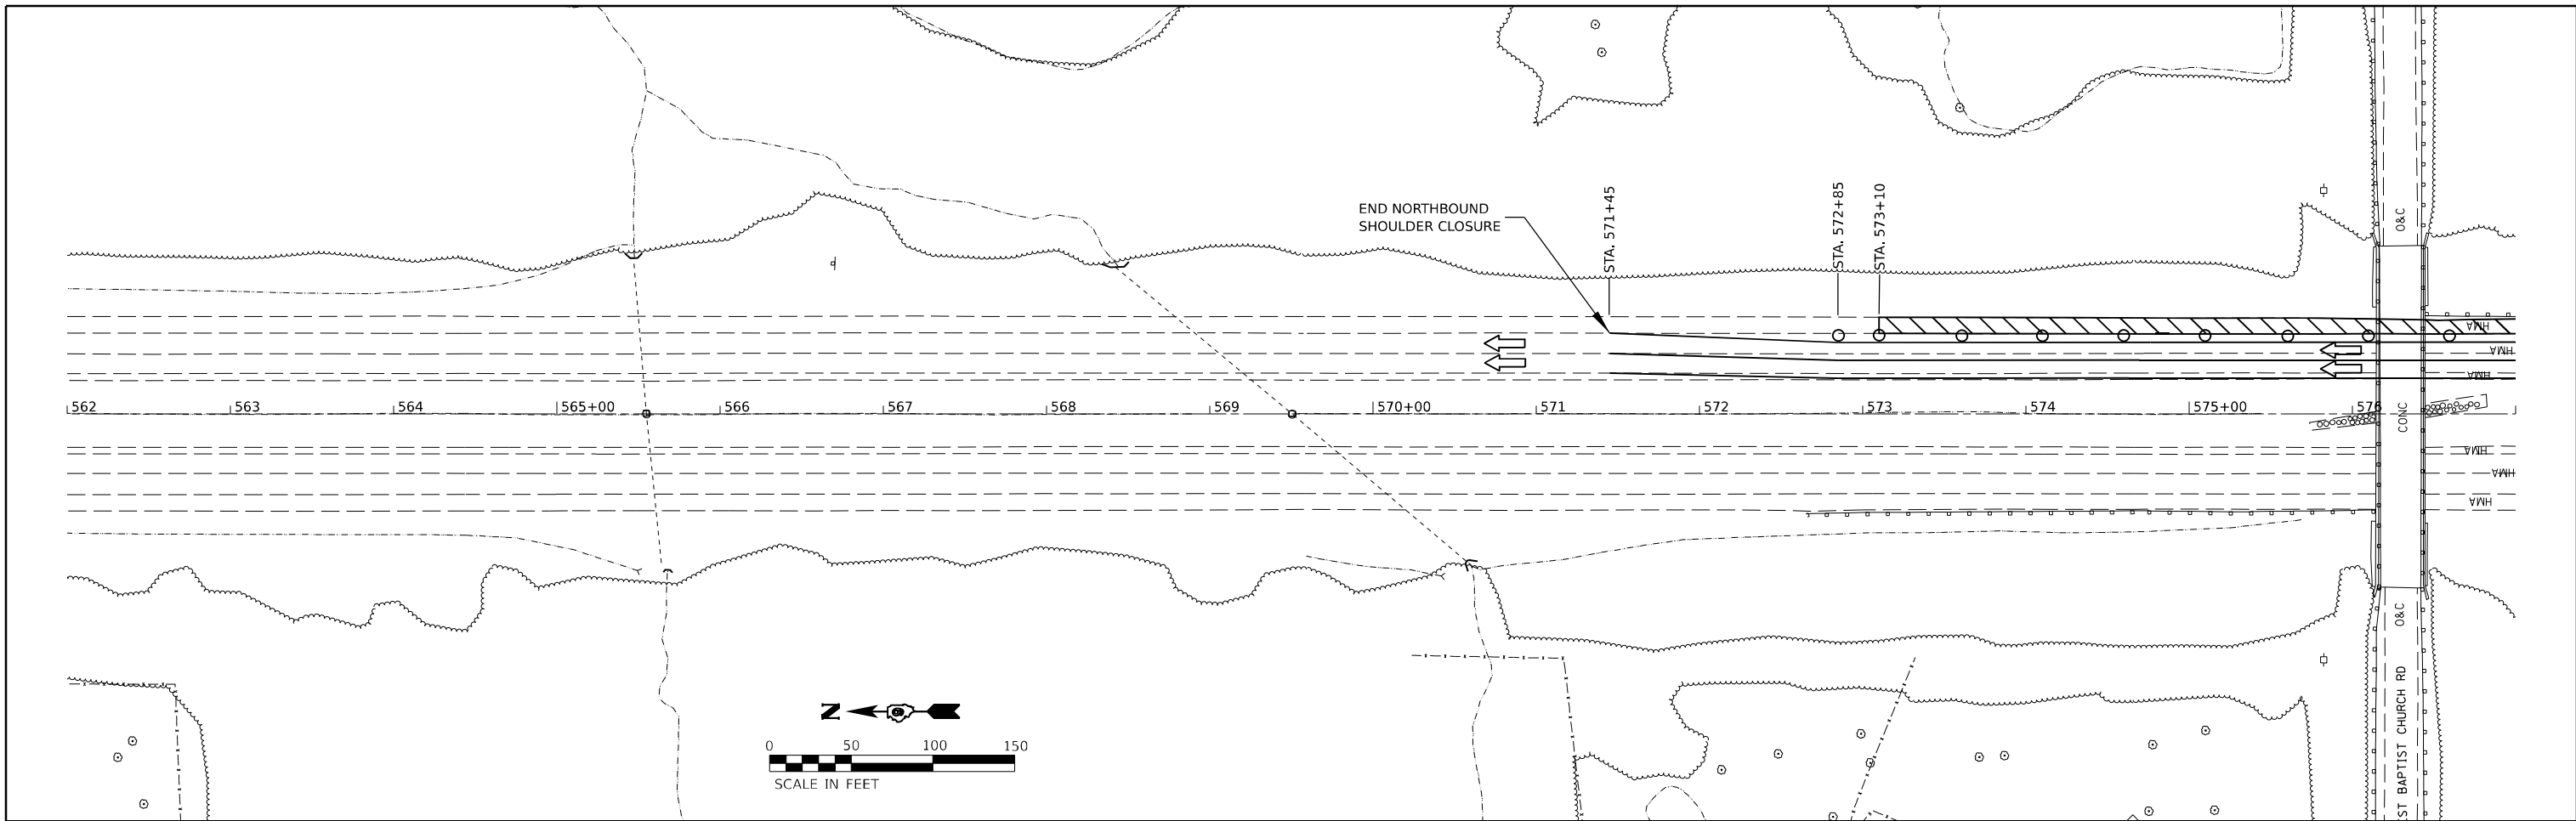 END NORTHBOUND
SHOULDER CLOSURE
STA. 571+45
STA. 572+85
STA. 573+10
O&C
HMA
HMA
HMA
562 563 564 565+00 566 567 568 569 570+00 571 572 573 574 575+00 576
CONC
HMA
HMA
HMA
O&C
ST BAPTIST CHURCH RD
N
0 50 100 150
SCALE IN FEET